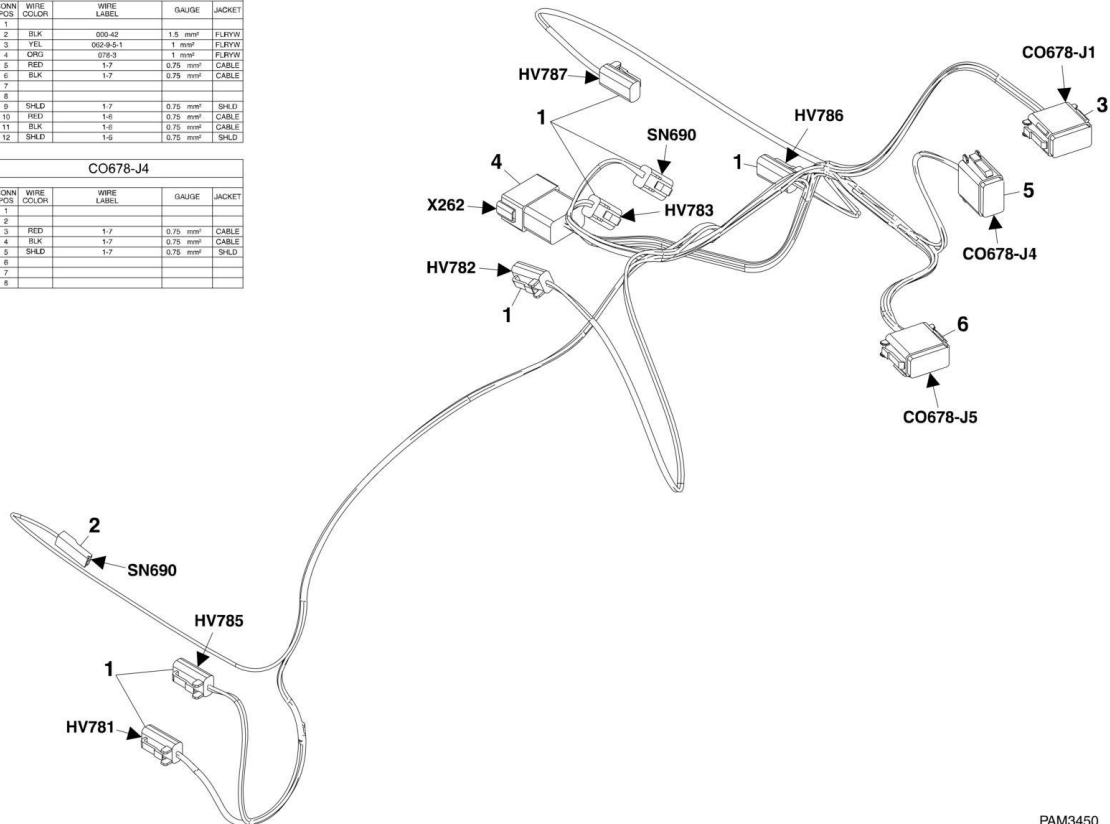 CONN POS WIRE COLOR WIRE LABEL GAUGE JACKET
1
2 BLK 000-42 1.5 mm² FLRYW
3 YEL 062-9-5-1 1 mm² FLRYW
4 ORG 078-3 1 mm² FLRYW
5 RED 1-7 0.75 mm² CABLE
6 BLK 1-7 0.75 mm² CABLE
7
8
9 SHLD 1-7 0.75 mm² SHLD
10 RED 1-6 0.75 mm² CABLE
11 BLK 1-6 0.75 mm² CABLE
12 SHLD 1-6 0.75 mm² SHLD
CO678-J4
CONN POS WIRE COLOR WIRE LABEL GAUGE JACKET
1
2
3 RED 1-7 0.75 mm² CABLE
4 BLK 1-7 0.75 mm² CABLE
5 SHLD 1-7 0.75 mm² SHLD
6
7
8
CO678-J1
HV787
3
1
HV786
SN690
4
1
5
X262
HV783
CO678-J4
HV782
1
6
CO678-J5
2
SN690
HV785
1
HV781
PAM3450